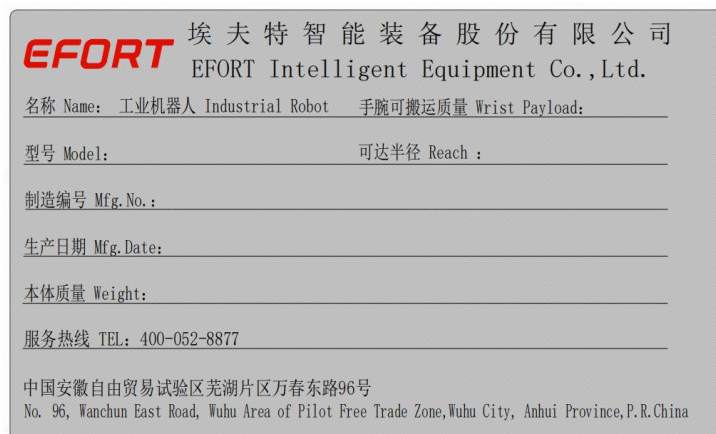 EFORT 埃夫特智能装备股份有限公司
EFORT Intelligent Equipment Co.,Ltd.
名称 Name: 工业机器人 Industrial Robot 手腕可搬运质量 Wrist Payload:
型号 Model: 可达半径 Reach :
制造编号 Mfg.No.:
生产日期 Mfg.Date:
本体质量 Weight:
服务热线 TEL: 400-052-8877
中国安徽自由贸易试验区芜湖片区万春东路96号
No. 96, Wanchun East Road, Wuhu Area of Pilot Free Trade Zone,Wuhu City, Anhui Province,P.R.China